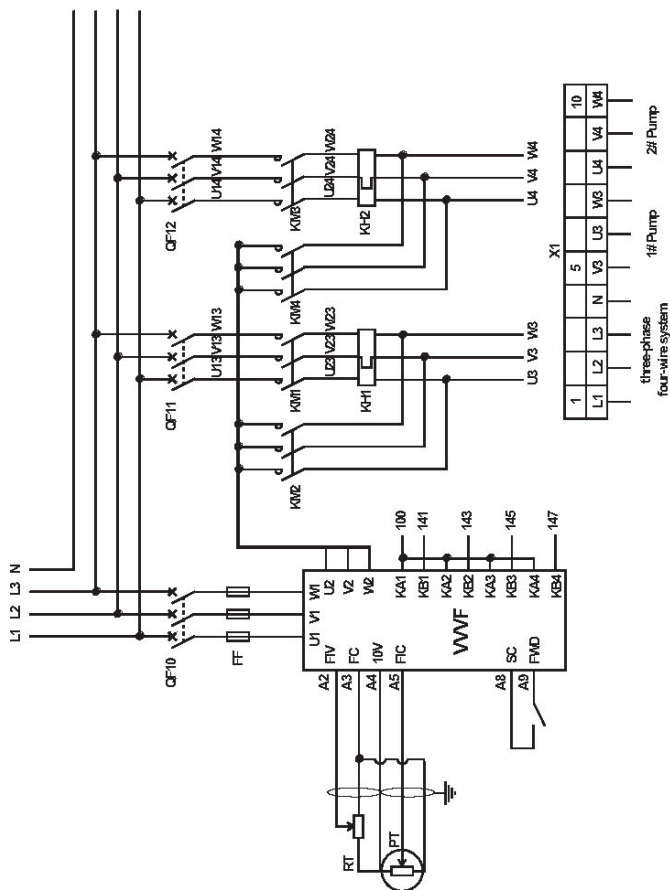 L1
L2
L3
N
QF10
FF
QF11
U13
V13
W13
KM2
KM1
U23
V23
W23
KH1
U3
V3
W3
QF12
U14
V14
W14
KM4
KM3
U24
V24
W24
KH2
U4
V4
W4
U1
V1
W1
U2
V2
W2
VVVF
A2 FIV
A3 FC
A4 10V
A5 FIC
A8 SC
A9 FWD
KA1 100
KB1 141
KA2
KB2 143
KA3
KB3 145
KA4
KB4 147
RT
PT
X1
1 5 10
L1 L2 L3 N V3 U3 W3 U4 V4 W4
three-phase
four-wire system
1# Pump
2# Pump